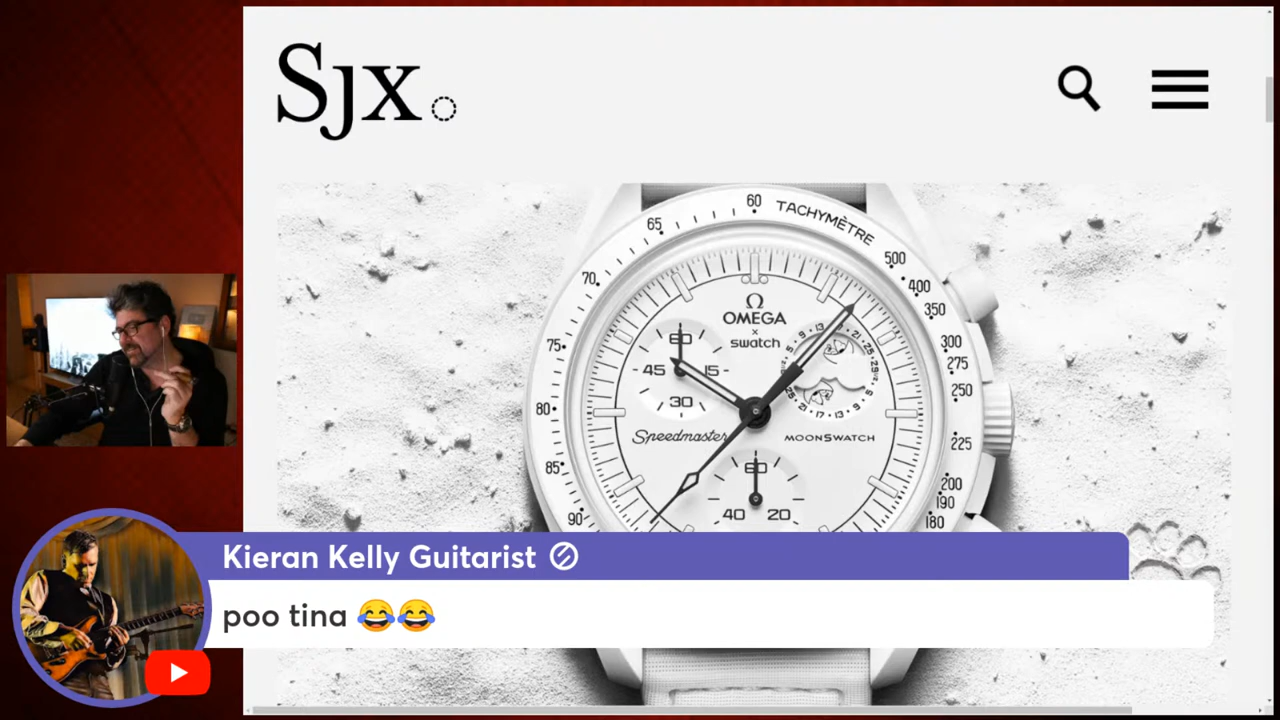 Sjx
60
TACHYMÈTRE
65
500
70
400
350
75
300
275
80
250
225
85
200
190
90
180
Ω
OMEGA
x
swatch
60
45
15
30
Speedmaster
MOONSWATCH
60
40
20
Kieran Kelly Guitarist
poo tina 😂😂